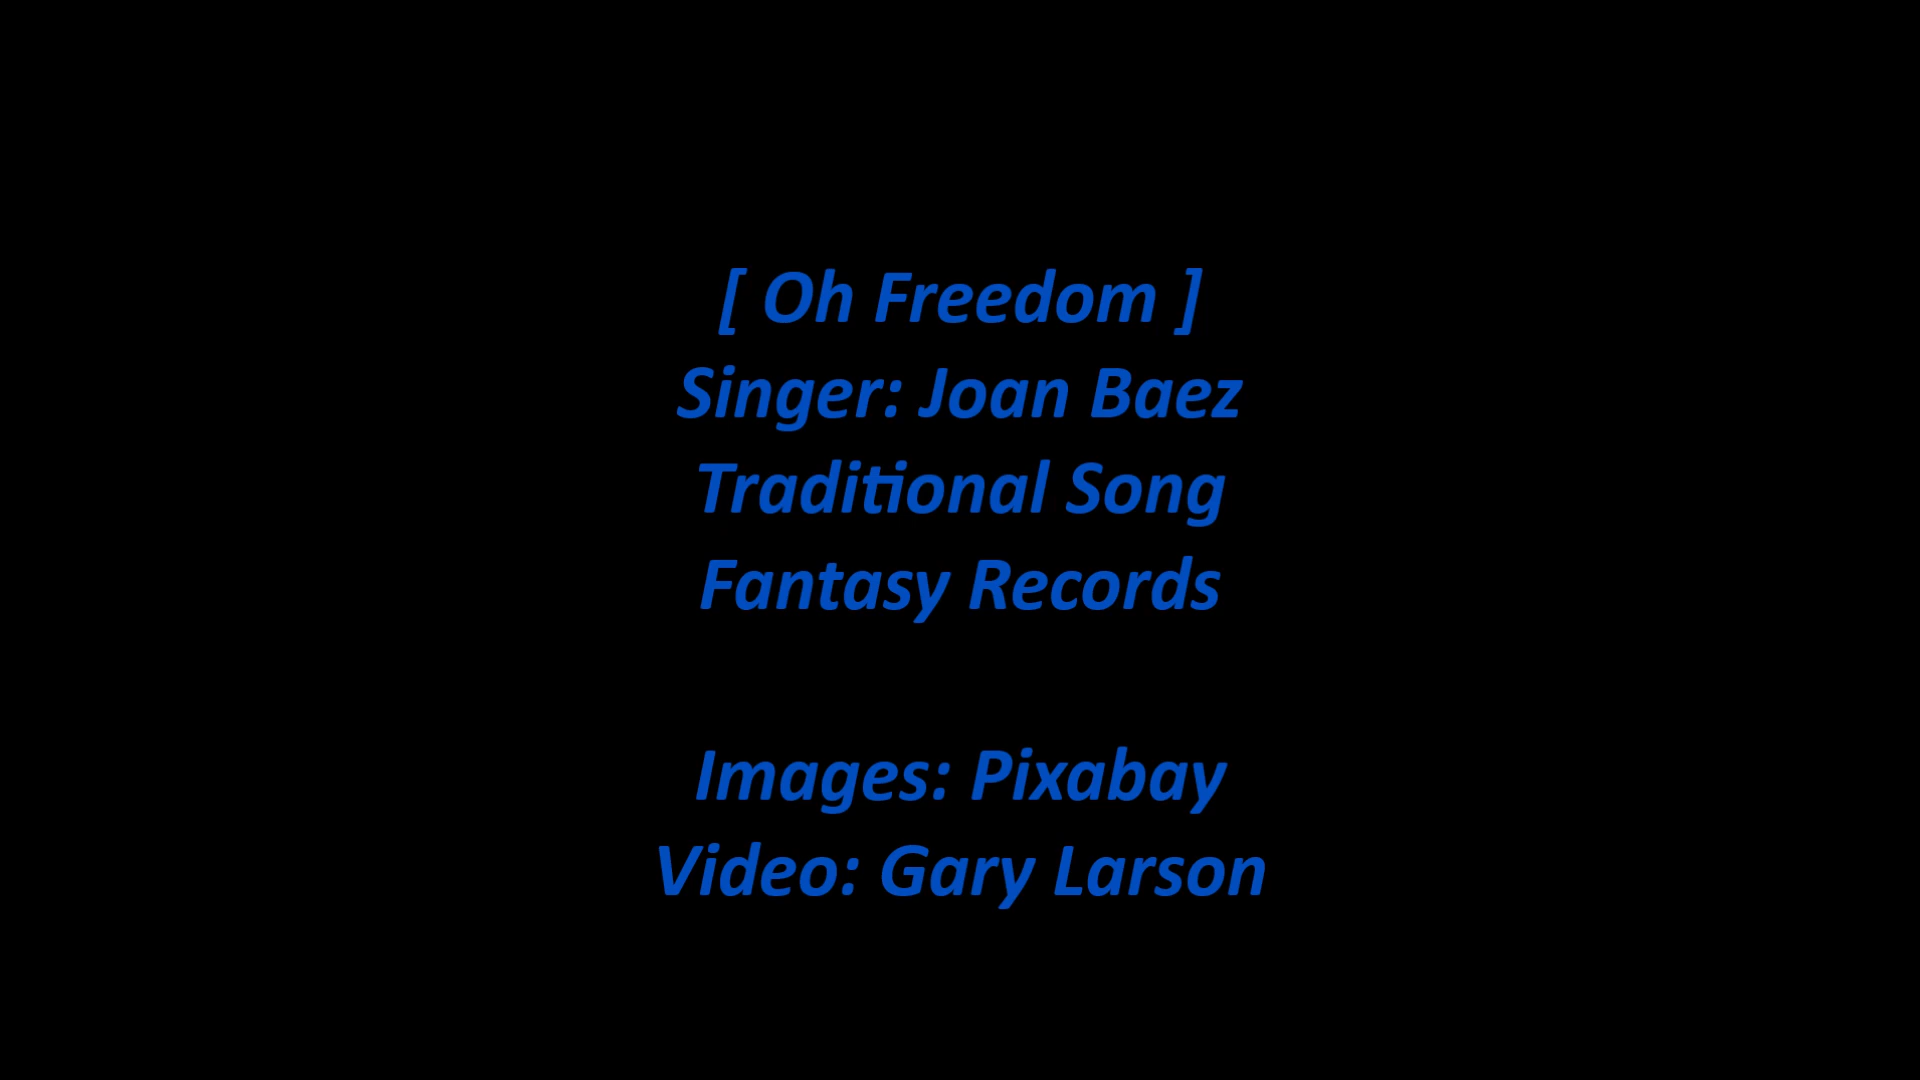 [ Oh Freedom ]
Singer: Joan Baez
Traditional Song
Fantasy Records
Images: Pixabay
Video: Gary Larson